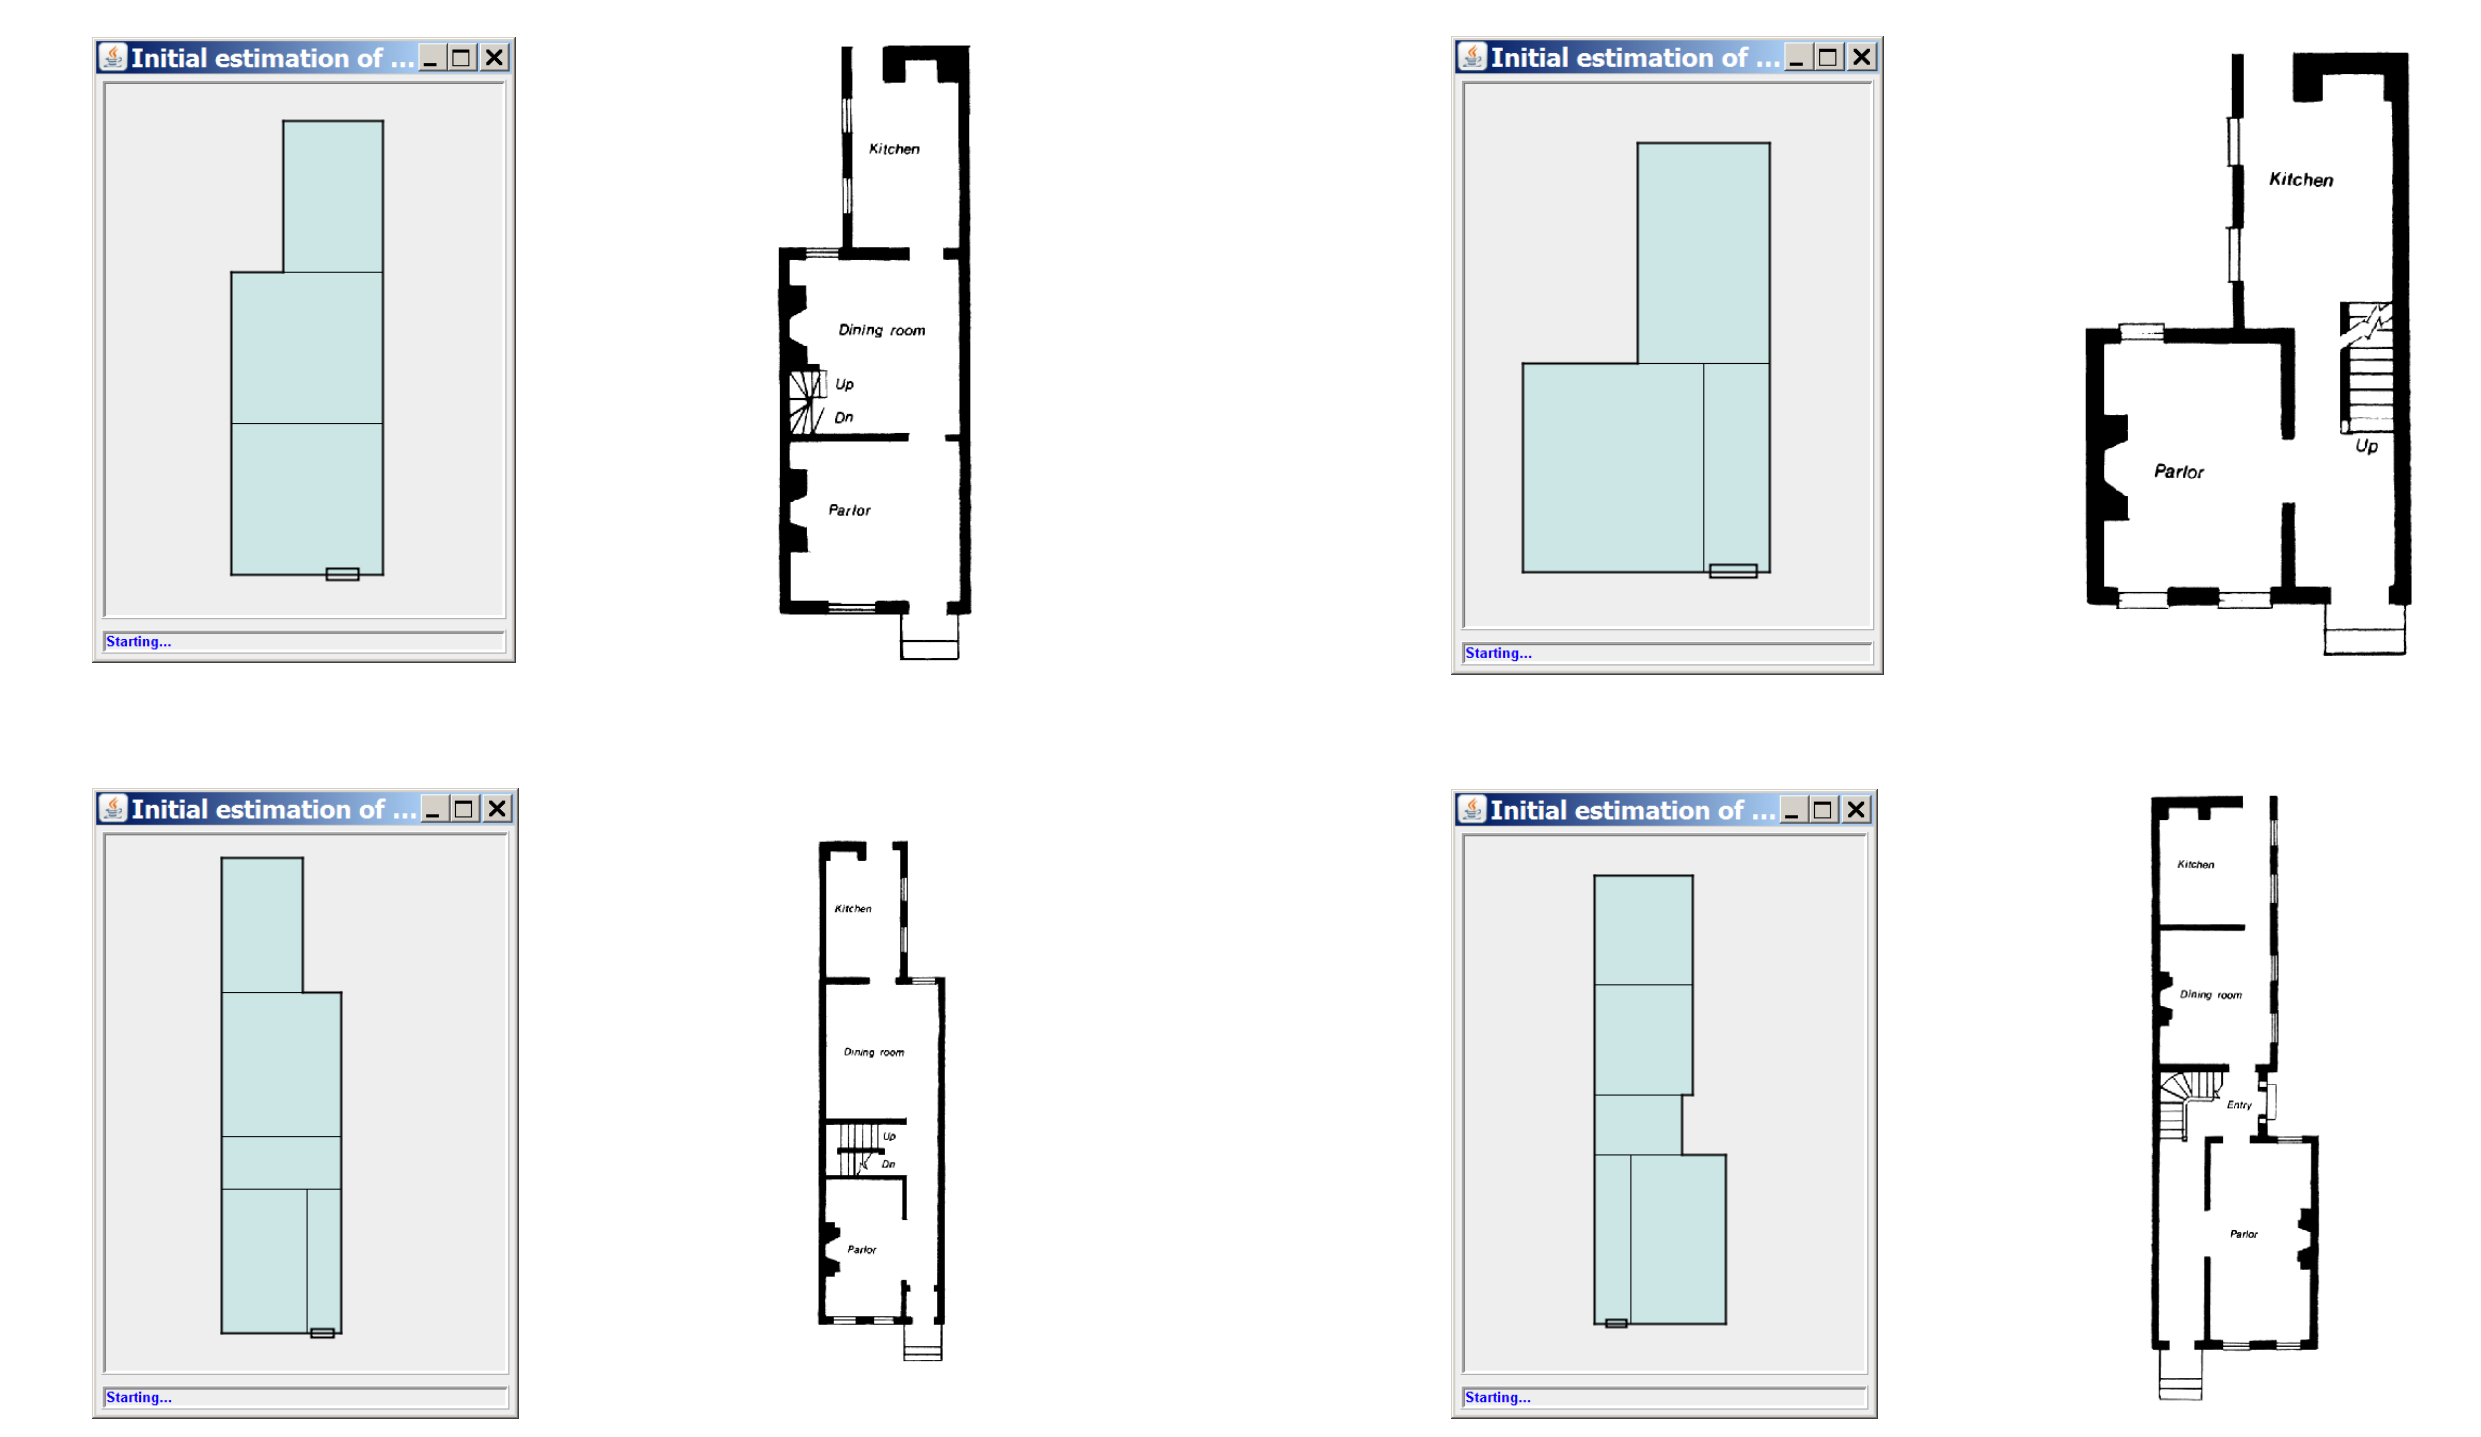 Initial estimation of ...
Kitchen
Dining room
Up
Dn
Parlor
Starting...
Initial estimation of ...
Kitchen
Up
Parlor
Starting...
Initial estimation of ...
Kitchen
Dining room
Up
Dn
Parlor
Starting...
Initial estimation of ...
Kitchen
Dining room
Entry
Parlor
Starting...